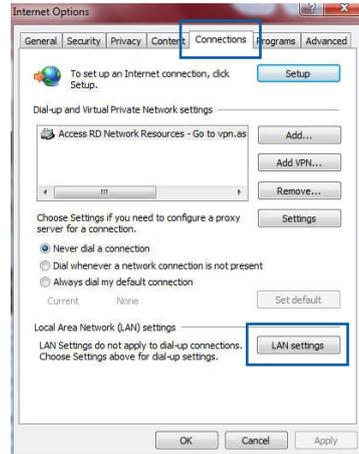 Internet Options
General Security Privacy Content Connections Programs Advanced
To set up an Internet connection, click
Setup.
Setup
Dial-up and Virtual Private Network settings
Access RD Network Resources - Go to vpn.as
Add...
Add VPN...
Remove...
Choose Settings if you need to configure a proxy
server for a connection.
Settings
Never dial a connection
Dial whenever a network connection is not present
Always dial my default connection
Current None
Set default
Local Area Network (LAN) settings
LAN Settings do not apply to dial-up connections.
Choose Settings above for dial-up settings.
LAN settings
OK Cancel Apply